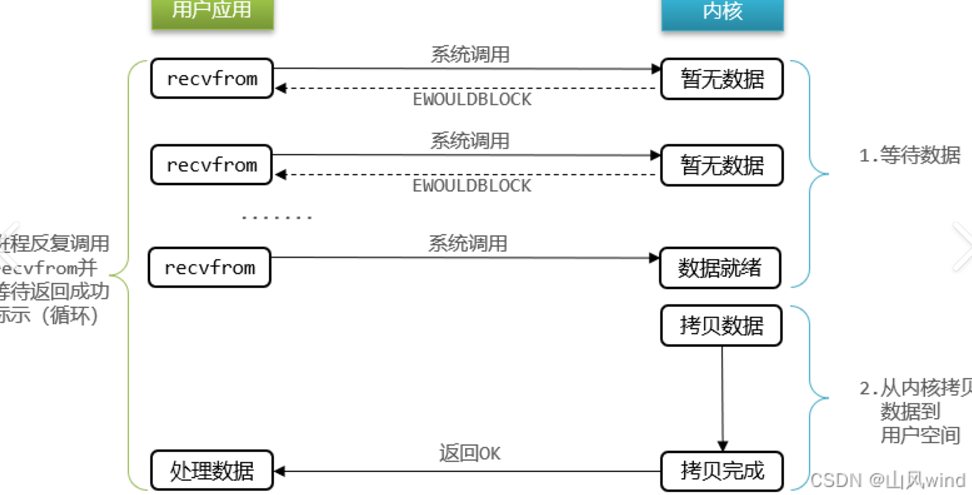 用户应用
内核
系统调用
recvfrom
暂无数据
EWOULDBLOCK
系统调用
recvfrom
暂无数据
EWOULDBLOCK
1.等待数据
.......
系统调用
程反复调用
recvfrom并
等待返回成功
标示（循环）
recvfrom
数据就绪
拷贝数据
2.从内核拷贝
数据到
用户空间
返回OK
处理数据
拷贝完成
CSDN @山风wind